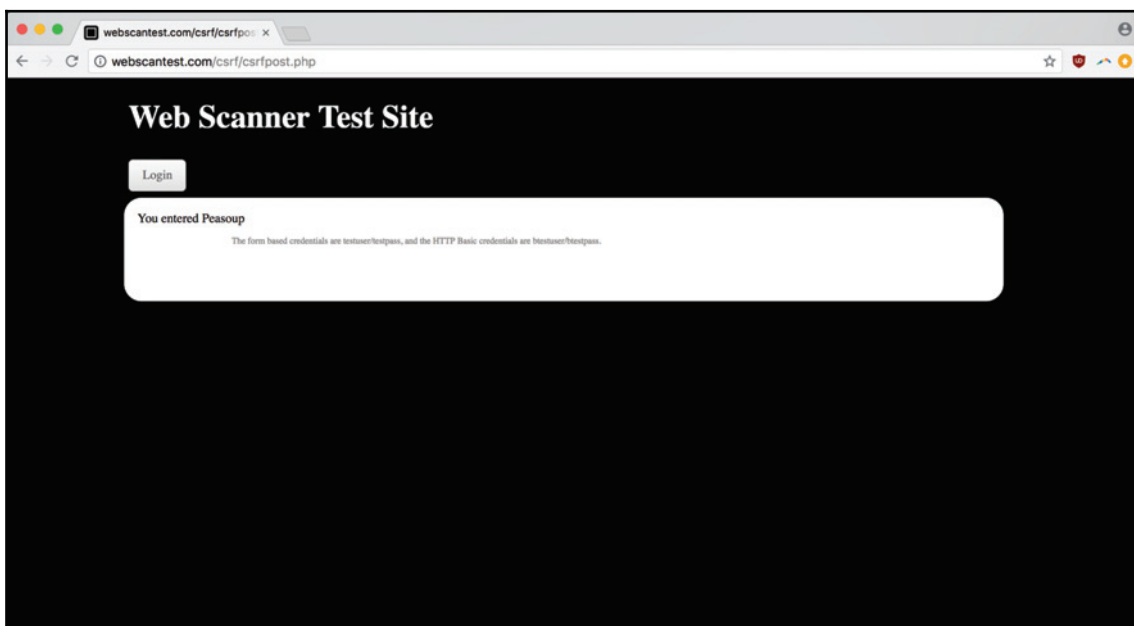 webscantest.com/csrf/csrfpos
webscantest.com/csrf/csrfpost.php
Web Scanner Test Site
Login
You entered Peasoup
The form based credentials are testuser/testpass, and the HTTP Basic credentials are btestuser/btestpass.